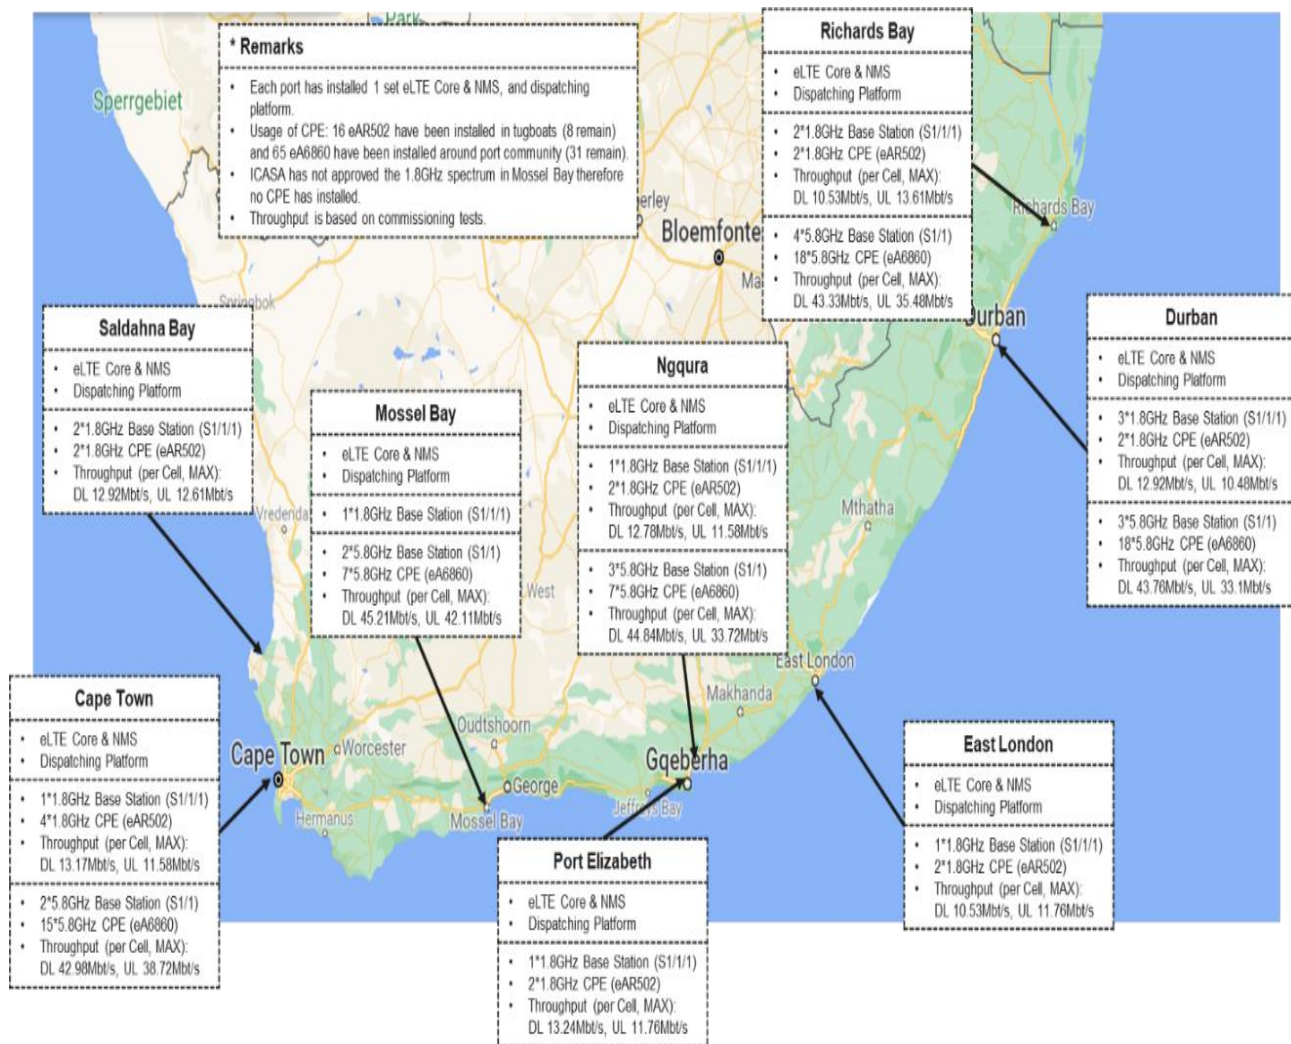 Park
* Remarks
• Each port has installed 1 set eLTE Core & NMS, and dispatching
platform.
• Usage of CPE: 16 eAR502 have been installed in tugboats (8 remain)
and 65 eA6860 have been installed around port community (31 remain).
• ICASA has not approved the 1.8GHz spectrum in Mossel Bay therefore
no CPE has installed.
• Throughput is based on commissioning tests.
Richards Bay
• eLTE Core & NMS
• Dispatching Platform
• 2*1.8GHz Base Station (S1/1/1)
• 2*1.8GHz CPE (eAR502)
• Throughput (per Cell, MAX):
DL 10.53Mbt/s, UL 13.61Mbt/s
• 4*5.8GHz Base Station (S1/1)
• 18*5.8GHz CPE (eA6860)
• Throughput (per Cell, MAX):
DL 43.33Mbt/s, UL 35.48Mbt/s
Sperrgebiet
erley
Bloemfonte
Ma
Richards Bay
Durban
Springbok
Saldahna Bay
• eLTE Core & NMS
• Dispatching Platform
• 2*1.8GHz Base Station (S1/1/1)
• 2*1.8GHz CPE (eAR502)
• Throughput (per Cell, MAX):
DL 12.92Mbt/s, UL 12.61Mbt/s
Mossel Bay
• eLTE Core & NMS
• Dispatching Platform
• 1*1.8GHz Base Station (S1/1/1)
• 2*5.8GHz Base Station (S1/1)
• 7*5.8GHz CPE (eA6860)
• Throughput (per Cell, MAX):
DL 45.21Mbt/s, UL 42.11Mbt/s
Ngqura
• eLTE Core & NMS
• Dispatching Platform
• 1*1.8GHz Base Station (S1/1/1)
• 2*1.8GHz CPE (eAR502)
• Throughput (per Cell, MAX):
DL 12.78Mbt/s, UL 11.58Mbt/s
• 3*5.8GHz Base Station (S1/1)
• 7*5.8GHz CPE (eA6860)
• Throughput (per Cell, MAX):
DL 44.84Mbt/s, UL 33.72Mbt/s
Durban
• eLTE Core & NMS
• Dispatching Platform
• 3*1.8GHz Base Station (S1/1/1)
• 2*1.8GHz CPE (eAR502)
• Throughput (per Cell, MAX):
DL 12.92Mbt/s, UL 10.48Mbt/s
• 3*5.8GHz Base Station (S1/1)
• 18*5.8GHz CPE (eA6860)
• Throughput (per Cell, MAX):
DL 43.76Mbt/s, UL 33.1Mbt/s
Vredenda
West
Mthatha
East London
Makhanda
Oudtshoorn
Worcester
Cape Town
George
Gqeberha
Hermanus
Mossel Bay
Jeffreys Bay
Cape Town
• eLTE Core & NMS
• Dispatching Platform
• 1*1.8GHz Base Station (S1/1/1)
• 4*1.8GHz CPE (eAR502)
• Throughput (per Cell, MAX):
DL 13.17Mbt/s, UL 11.58Mbt/s
• 2*5.8GHz Base Station (S1/1)
• 15*5.8GHz CPE (eA6860)
• Throughput (per Cell, MAX):
DL 42.98Mbt/s, UL 38.72Mbt/s
Port Elizabeth
• eLTE Core & NMS
• Dispatching Platform
• 1*1.8GHz Base Station (S1/1/1)
• 2*1.8GHz CPE (eAR502)
• Throughput (per Cell, MAX):
DL 13.24Mbt/s, UL 11.76Mbt/s
East London
• eLTE Core & NMS
• Dispatching Platform
• 1*1.8GHz Base Station (S1/1/1)
• 2*1.8GHz CPE (eAR502)
• Throughput (per Cell, MAX):
DL 10.53Mbt/s, UL 11.76Mbt/s